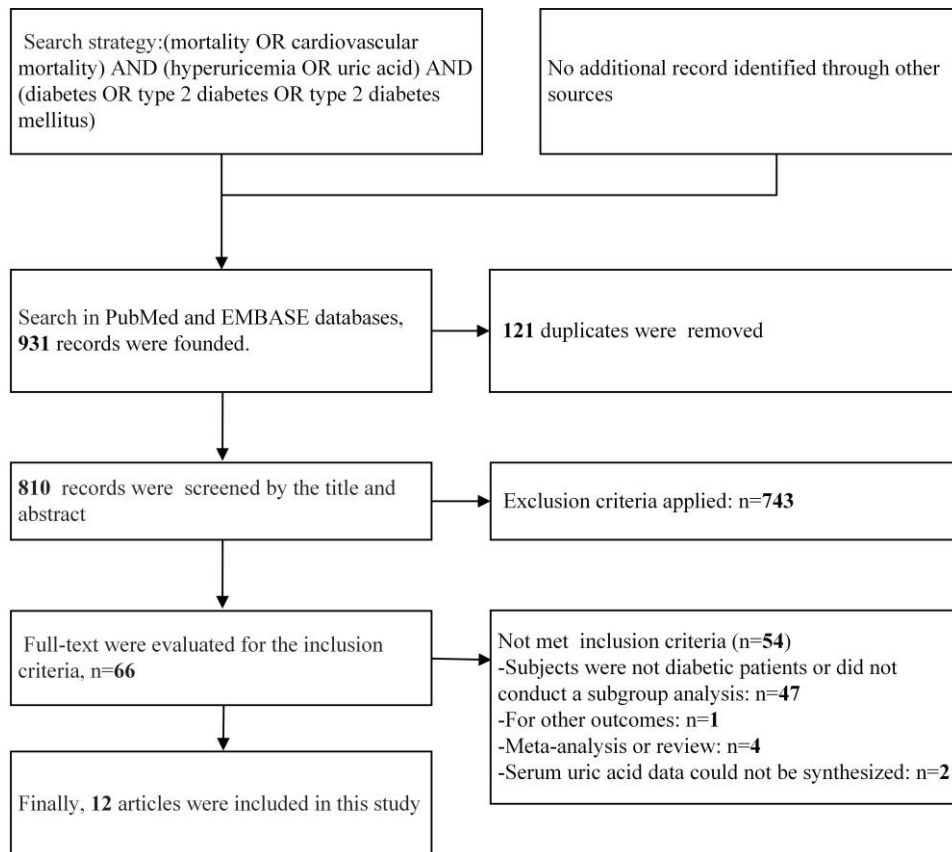 Search strategy:(mortality OR cardiovascular
mortality) AND (hyperuricemia OR uric acid) AND
(diabetes OR type 2 diabetes OR type 2 diabetes
mellitus)
No additional record identified through other
sources
Search in PubMed and EMBASE databases,
931 records were founded.
121 duplicates were removed
810 records were screened by the title and
abstract
Exclusion criteria applied: n=743
Full-text were evaluated for the inclusion
criteria, n=66
Not met inclusion criteria (n=54)
-Subjects were not diabetic patients or did not
conduct a subgroup analysis: n=47
-For other outcomes: n=1
-Meta-analysis or review: n=4
-Serum uric acid data could not be synthesized: n=2
Finally, 12 articles were included in this study